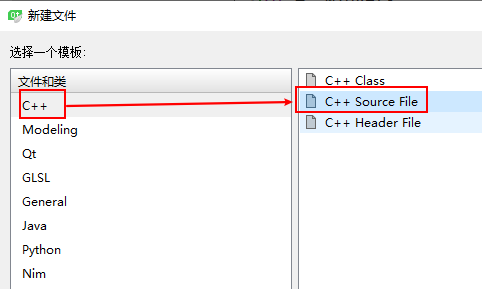 新建文件
选择一个模板:
文件和类
C++
Modeling
Qt
GLSL
General
Java
Python
Nim
C++ Class
C++ Source File
C++ Header File